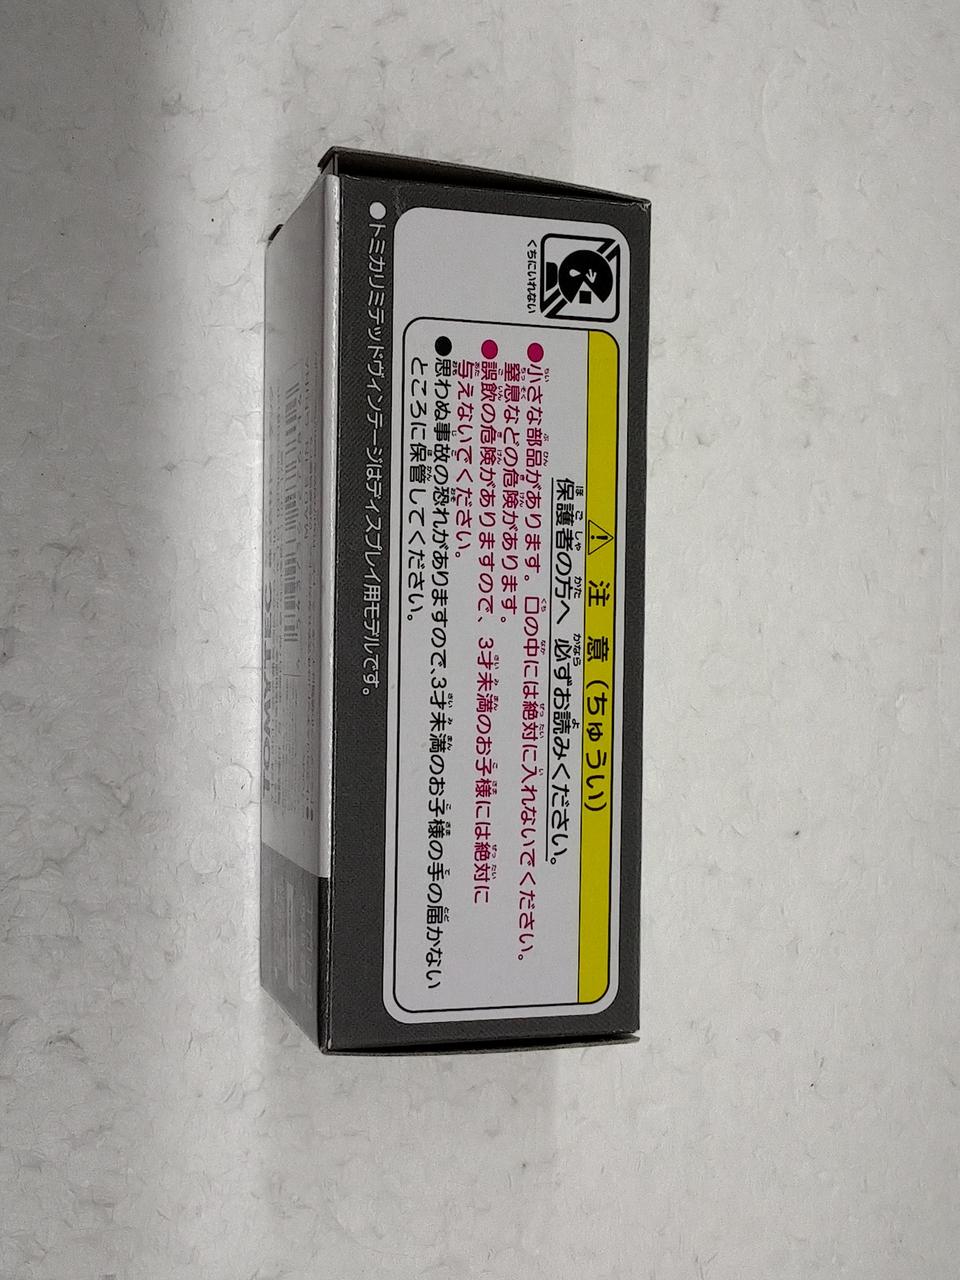 くちにいれない
注意(ちゅうい)
保護者の方へ 必ずお読みください。
●小さな部品があります。口の中には絶対に入れないでください。
窒息などの危険があります。
●誤飲の危険がありますので、3才未満のお子様には絶対に
与えないでください。
●思わぬ事故の恐れがありますので、3才未満のお子様の手の届かない
ところに保管してください。
●トミカリミテッドヴィンテージはディスプレイ用モデルです。